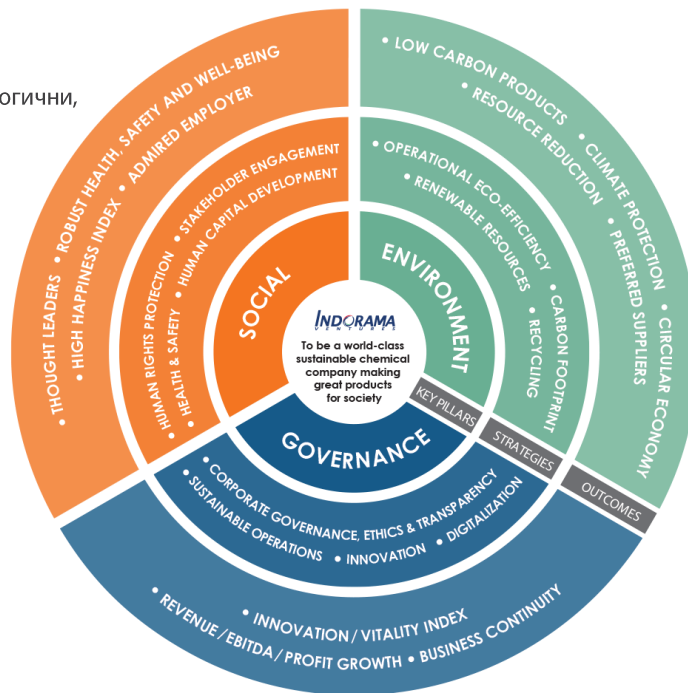 огични,
• THOUGHT LEADERS • ROBUST HEALTH, SAFETY AND WELL-BEING
• HIGH HAPPINESS INDEX • ADMIRED EMPLOYER
• HUMAN RIGHTS PROTECTION • STAKEHOLDER ENGAGEMENT
• HEALTH & SAFETY • HUMAN CAPITAL DEVELOPMENT
SOCIAL
• LOW CARBON PRODUCTS • CLIMATE PROTECTION • CIRCULAR ECONOMY
• RESOURCE REDUCTION • PREFERRED SUPPLIERS
• OPERATIONAL ECO-EFFICIENCY • CARBON FOOTPRINT
• RENEWABLE RESOURCES • RECYCLING
ENVIRONMENT
INDORAMA
VENTURES
To be a world-class
sustainable chemical
company making
great products
for society
KEY PILLARS
STRATEGIES
OUTCOMES
GOVERNANCE
• CORPORATE GOVERNANCE, ETHICS & TRANSPARENCY
• SUSTAINABLE OPERATIONS • INNOVATION • DIGITALIZATION
• INNOVATION/VITALITY INDEX
• REVENUE/EBITDA/PROFIT GROWTH • BUSINESS CONTINUITY